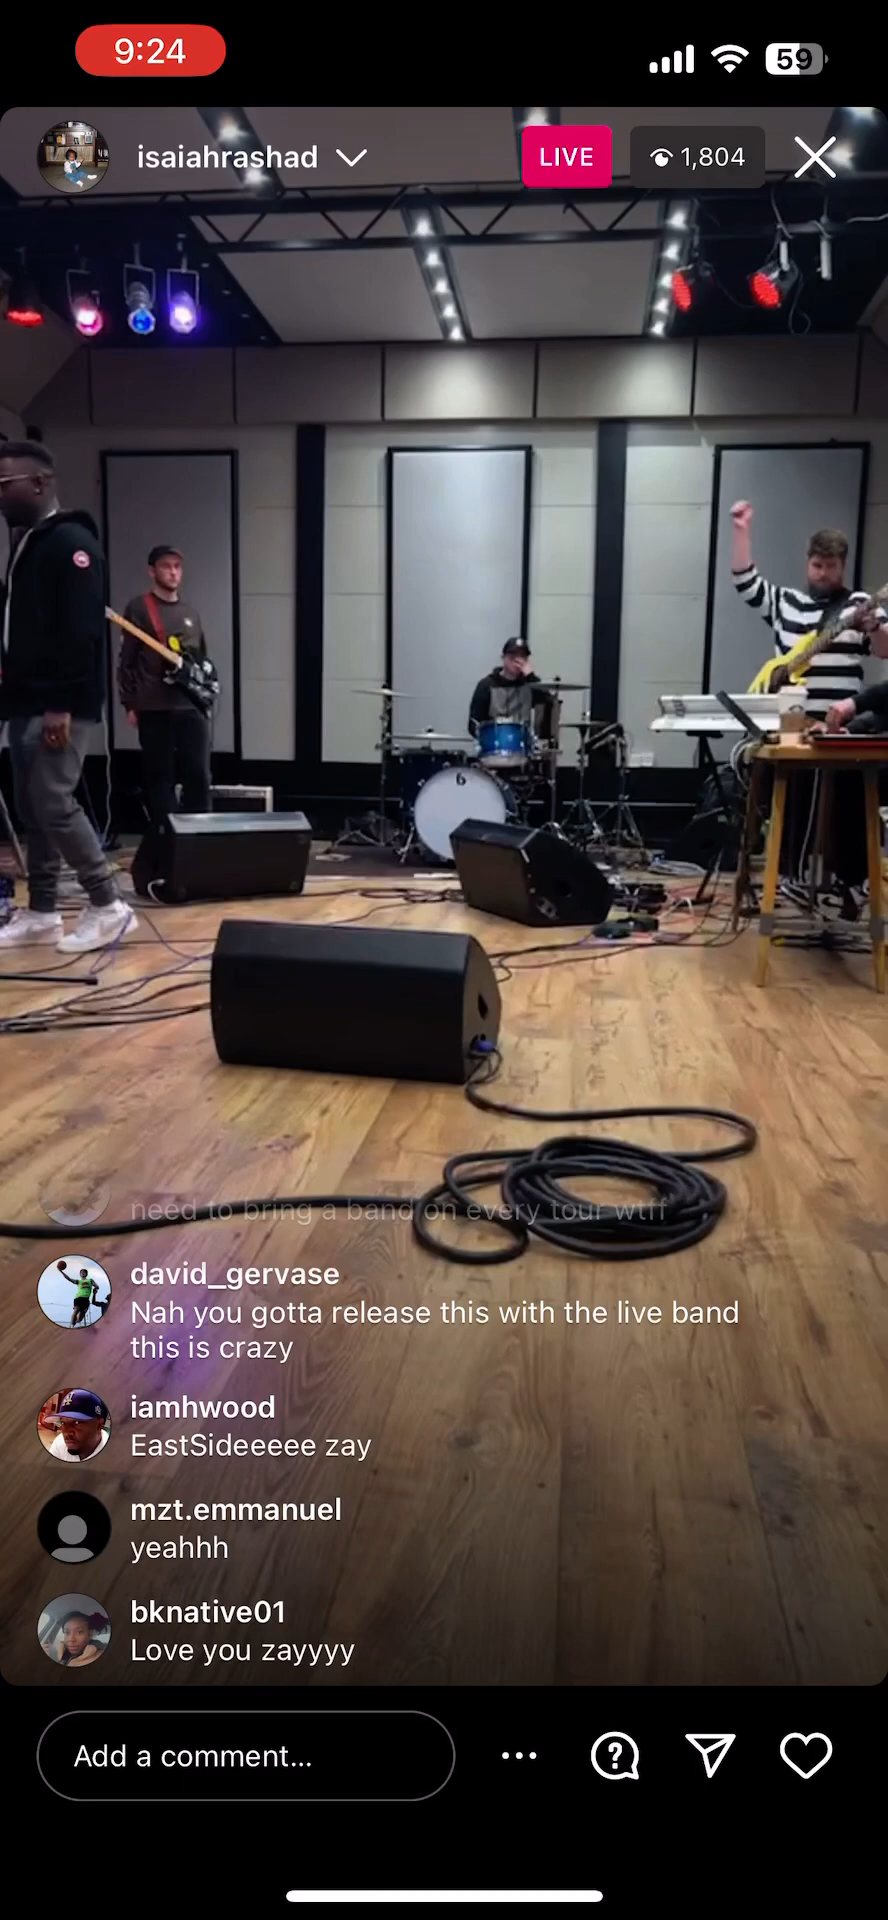 9:24
59
isaiahrashad
LIVE
1,804
6
need to bring a band on every tour wtff
david_gervase
Nah you gotta release this with the live band
this is crazy
iamhwood
EastSideeeee zay
mzt.emmanuel
yeahhh
bknative01
Love you zayyyy
Add a comment...